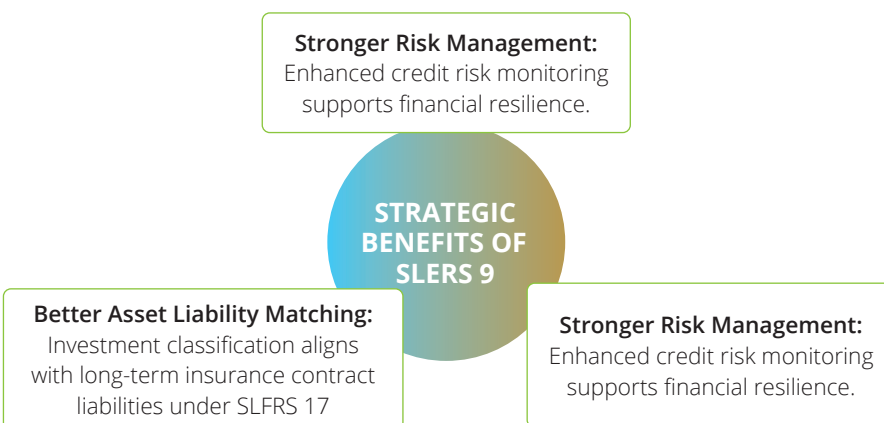 Stronger Risk Management:
Enhanced credit risk monitoring
supports financial resilience.
STRATEGIC
BENEFITS OF
SLERS 9
Better Asset Liability Matching:
Investment classification aligns
with long-term insurance contract
liabilities under SLFRS 17
Stronger Risk Management:
Enhanced credit risk monitoring
supports financial resilience.